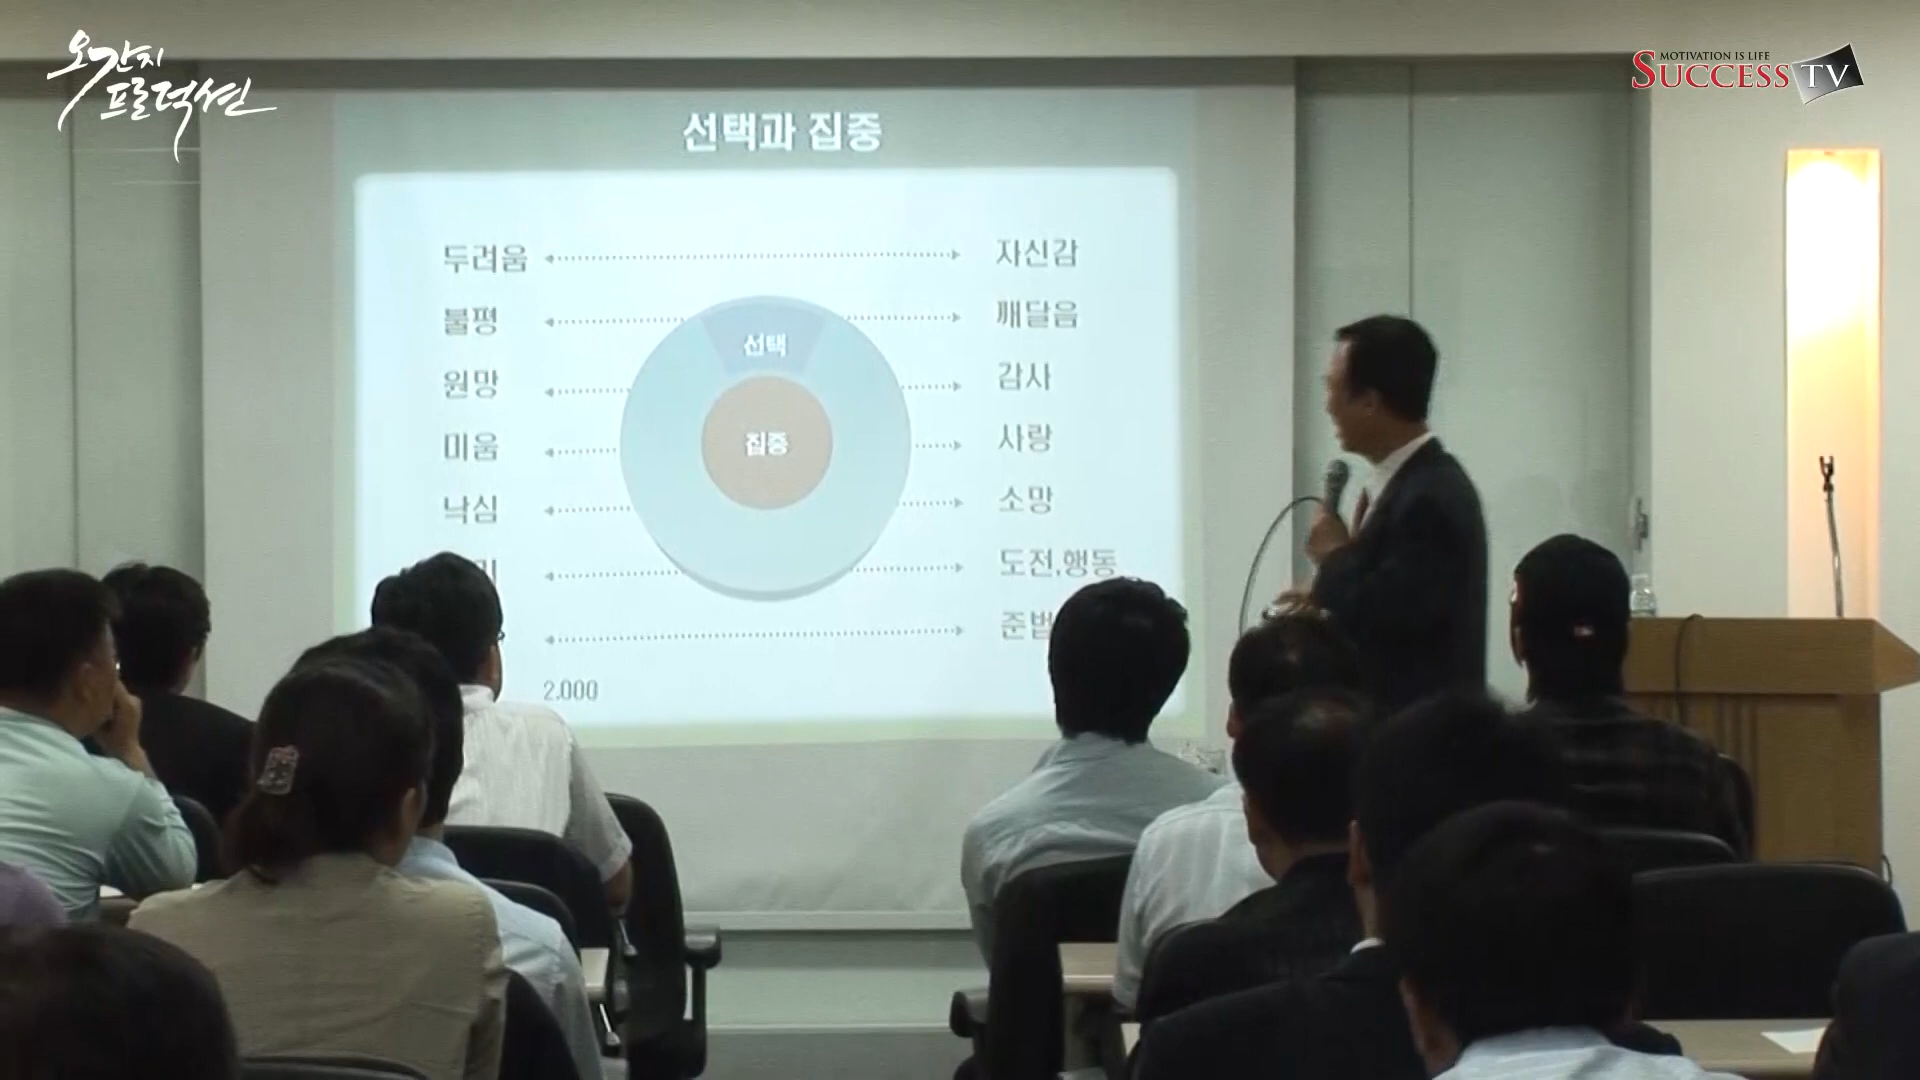 오간지
프로덕션
MOTIVATION IS LIFE
SUCCESS TV
선택과 집중
두려움 자신감
불평 깨달음
선택
원망 감사
미움 집중 사랑
낙심 소망
도전,행동
준법
2.000